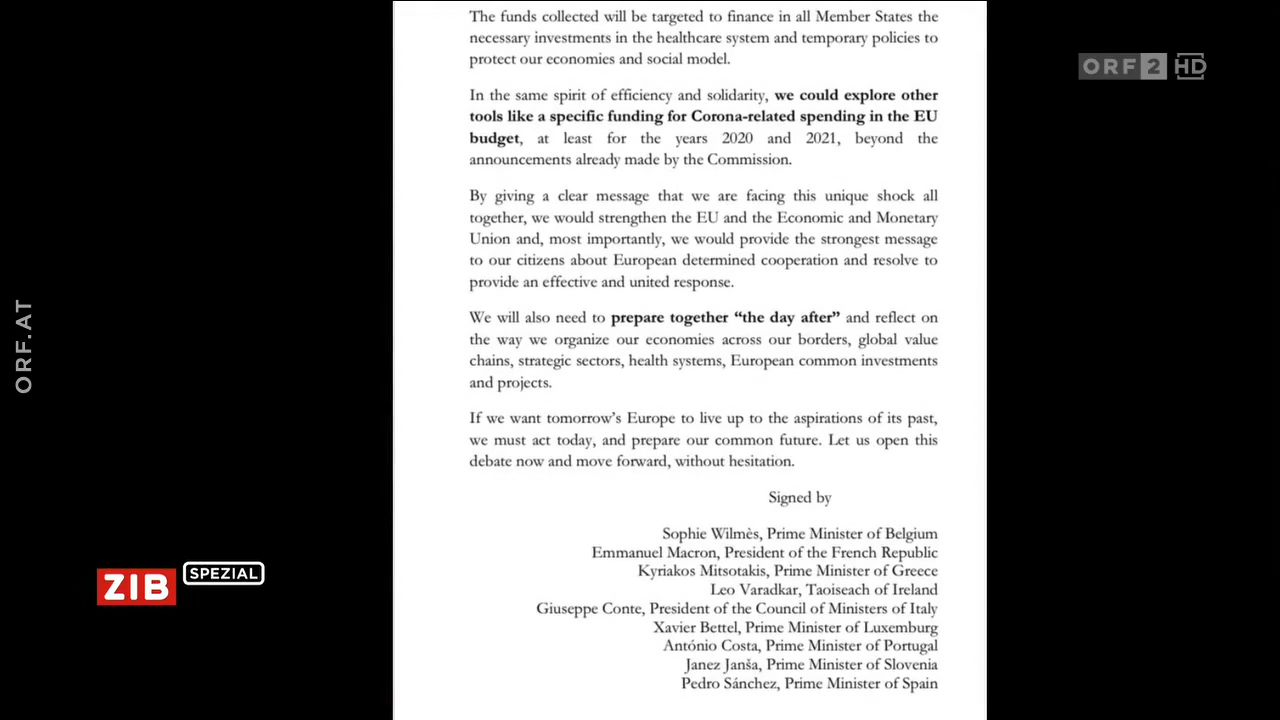 The funds collected will be targeted to finance in all Member States the
necessary investments in the healthcare system and temporary policies to
protect our economies and social model.
In the same spirit of efficiency and solidarity, we could explore other
tools like a specific funding for Corona-related spending in the EU
budget, at least for the years 2020 and 2021, beyond the
announcements already made by the Commission.
By giving a clear message that we are facing this unique shock all
together, we would strengthen the EU and the Economic and Monetary
Union and, most importantly, we would provide the strongest message
to our citizens about European determined cooperation and resolve to
provide an effective and united response.
We will also need to prepare together “the day after” and reflect on
the way we organize our economies across our borders, global value
chains, strategic sectors, health systems, European common investments
and projects.
If we want tomorrow’s Europe to live up to the aspirations of its past,
we must act today, and prepare our common future. Let us open this
debate now and move forward, without hesitation.
Signed by
Sophie Wilmès, Prime Minister of Belgium
Emmanuel Macron, President of the French Republic
Kyriakos Mitsotakis, Prime Minister of Greece
Leo Varadkar, Taoiseach of Ireland
Giuseppe Conte, President of the Council of Ministers of Italy
Xavier Bettel, Prime Minister of Luxemburg
António Costa, Prime Minister of Portugal
Janez Janša, Prime Minister of Slovenia
Pedro Sánchez, Prime Minister of Spain
ORF 2 HD
ORF.AT
ZIB SPEZIAL